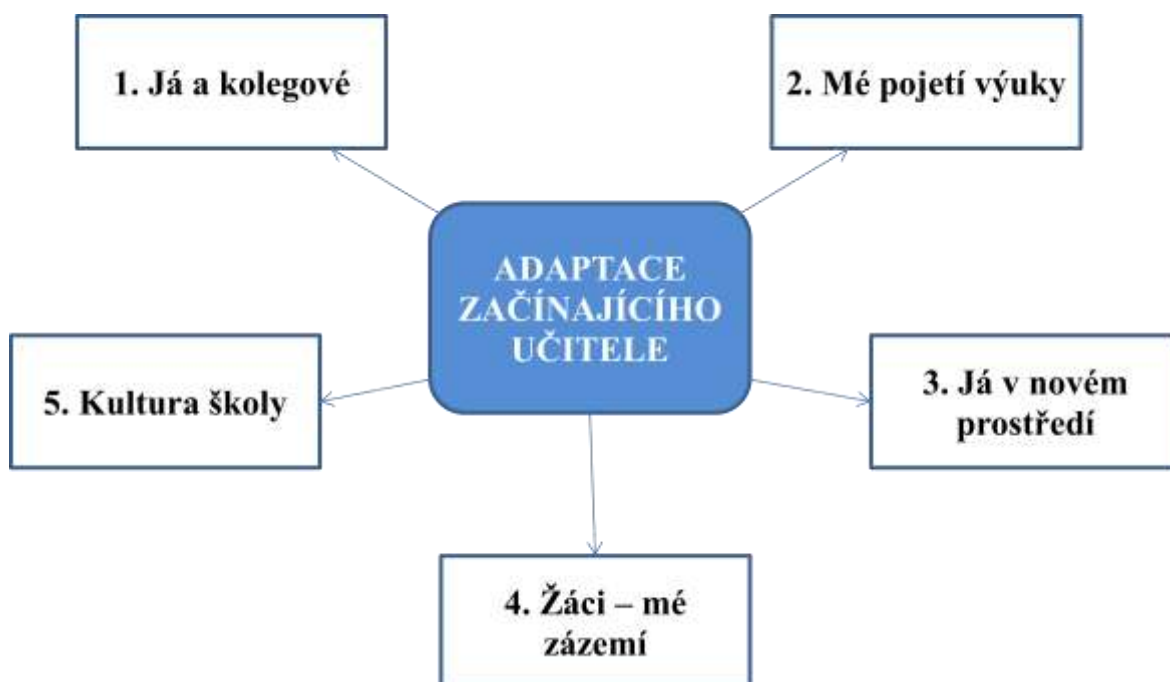 1. Já a kolegové
2. Mé pojetí výuky
ADAPTACE
ZAČÍNAJÍCÍHO
UČITELE
5. Kultura školy
3. Já v novém
prostředí
4. Žáci – mé
zázemí